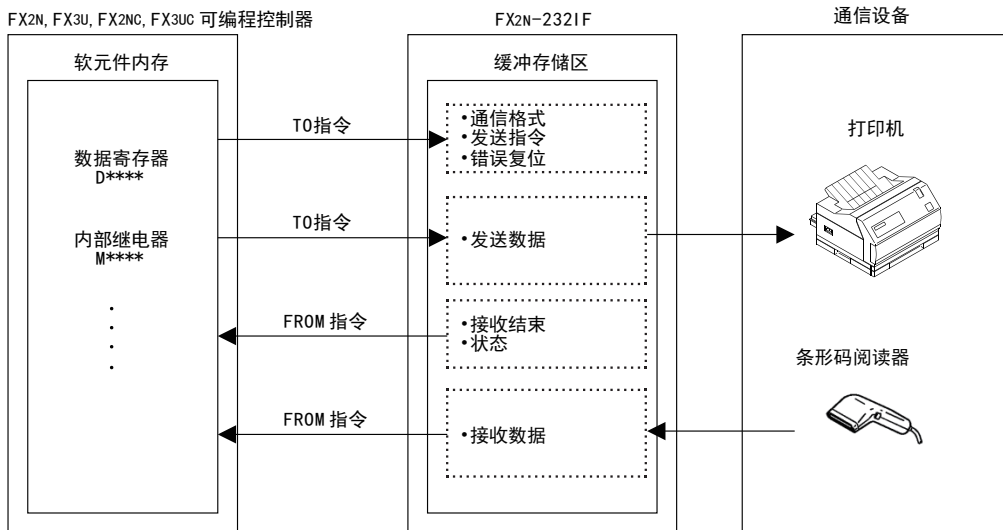 FX2N, FX3U, FX2NC, FX3UC 可编程控制器
FX2N-232IF
通信设备
软元件内存
缓冲存储区
数据寄存器
D****
内部继电器
M****
TO指令
•通信格式
•发送指令
•错误复位
TO指令
•发送数据
FROM 指令
•接收结束
•状态
FROM 指令
•接收数据
打印机
条形码阅读器